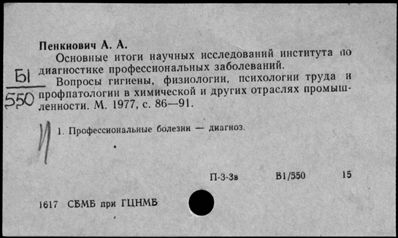 Пенкнович А. А.
Основные итоги научных исследований института по
диагностике профессиональных заболеваний.
Б1
Вопросы гигиены, физиологии, психологии труда и
550
профпатологии в химической и других отраслях промыш-
ленности. М. 1977, с. 86—91.
1. Профессиональные болезни — диагноз.
П-3-3в В1/550 15
1617 СБМБ при ГЦНМБ